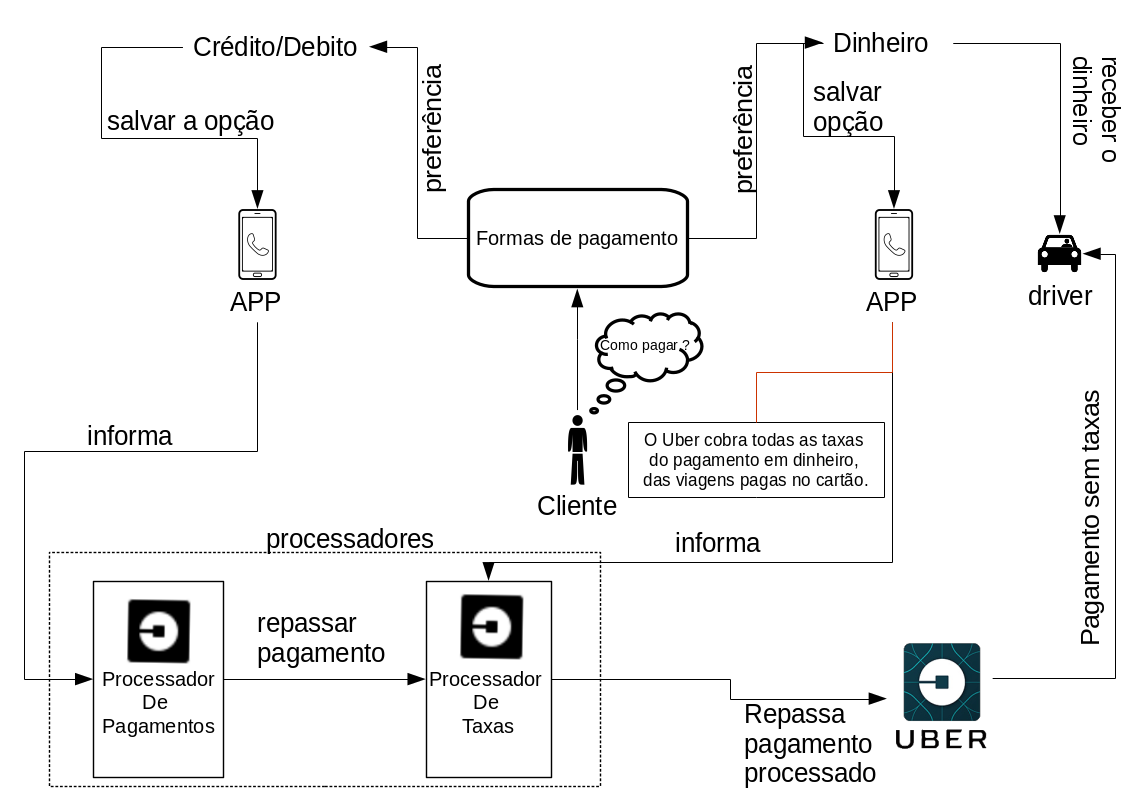 Crédito/Debito
Dinheiro
salvar a opção
preferência
preferência
salvar
opção
receber o
dinheiro
Formas de pagamento
APP
APP
driver
Como pagar ?
informa
O Uber cobra todas as taxas
do pagamento em dinheiro,
das viagens pagas no cartão.
Cliente
Pagamento sem taxas
processadores
informa
repassar
pagamento
Processador
De
Pagamentos
Processador
De
Taxas
Repassa
pagamento
processado
UBER